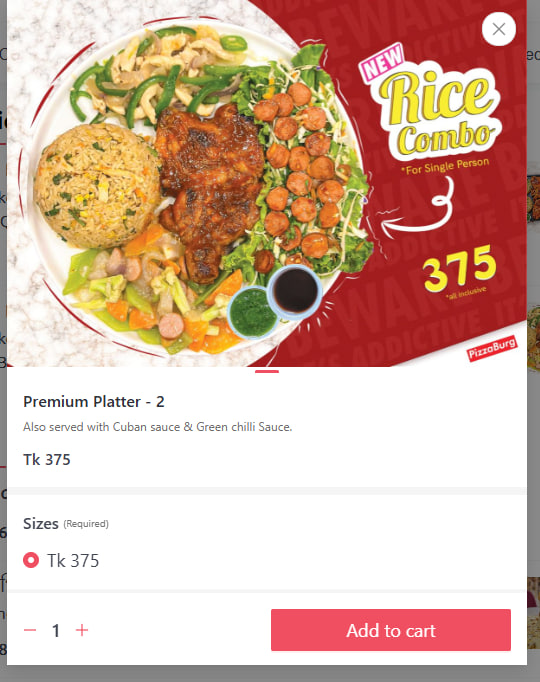 NEW
Rice
Combo
*For Single Person
375
*all inclusive
PizzaBurg
Premium Platter - 2
Also served with Cuban sauce & Green chilli Sauce.
Tk 375
Sizes (Required)
Tk 375
1
Add to cart